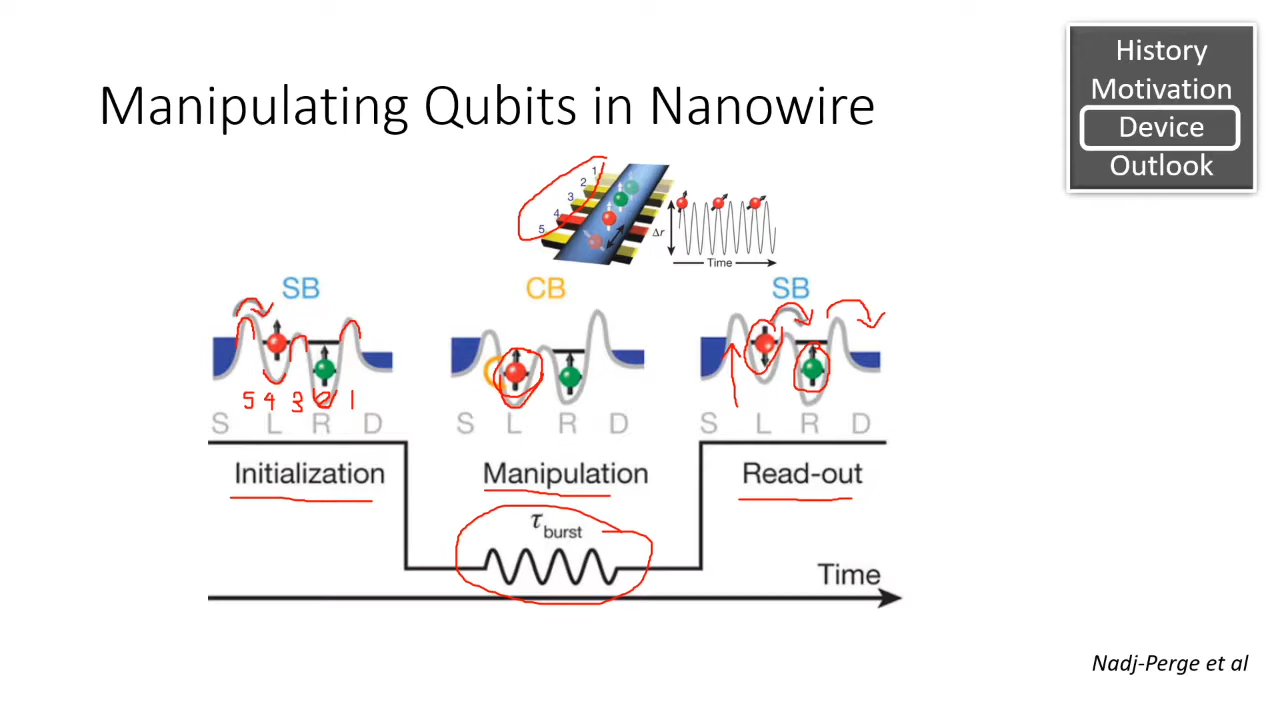 History
Motivation
Device
Outlook
Manipulating Qubits in Nanowire
1
2
3
4
5
Δr
Time
SB
CB
SB
5 4 3 2 1
S L R D
S L R D
S L R D
Initialization
Manipulation
Read-out
τburst
Time
Nadj-Perge et al